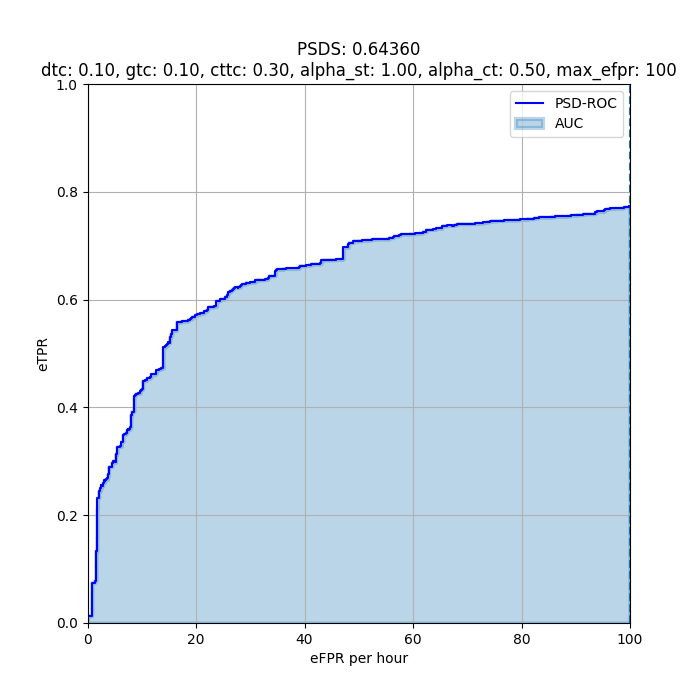 PSDS: 0.64360
dtc: 0.10, gtc: 0.10, cttc: 0.30, alpha_st: 1.00, alpha_ct: 0.50, max_efpr: 100
1.0
PSD-ROC
AUC
0.8
0.6
eTPR
0.4
0.2
0.0
0 20 40 60 80 100
eFPR per hour